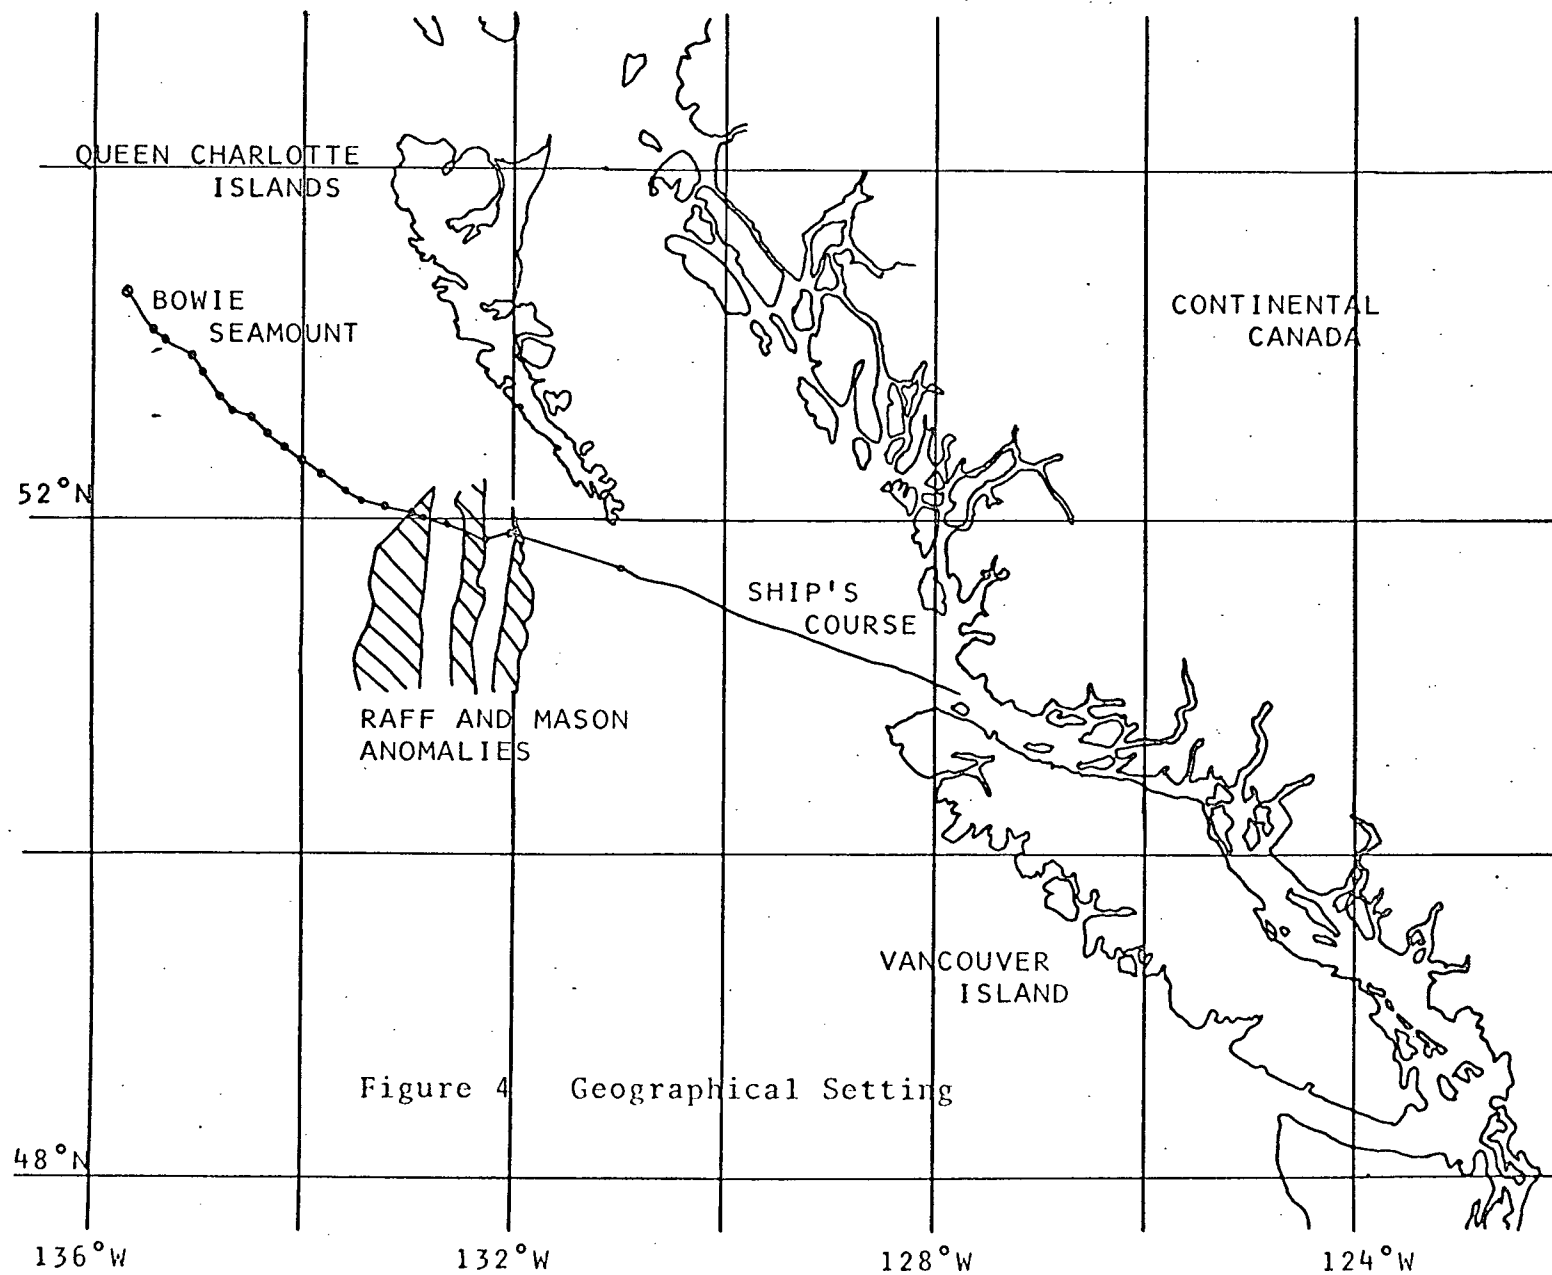 QUEEN CHARLOTTE
ISLANDS
BOWIE
SEAMOUNT
CONTINENTAL
CANADA
52°N
SHIP'S
COURSE
RAFF AND MASON
ANOMALIES
VANCOUVER
ISLAND
Figure 4 Geographical Setting
48°N
136°W 132°W 128°W 124°W